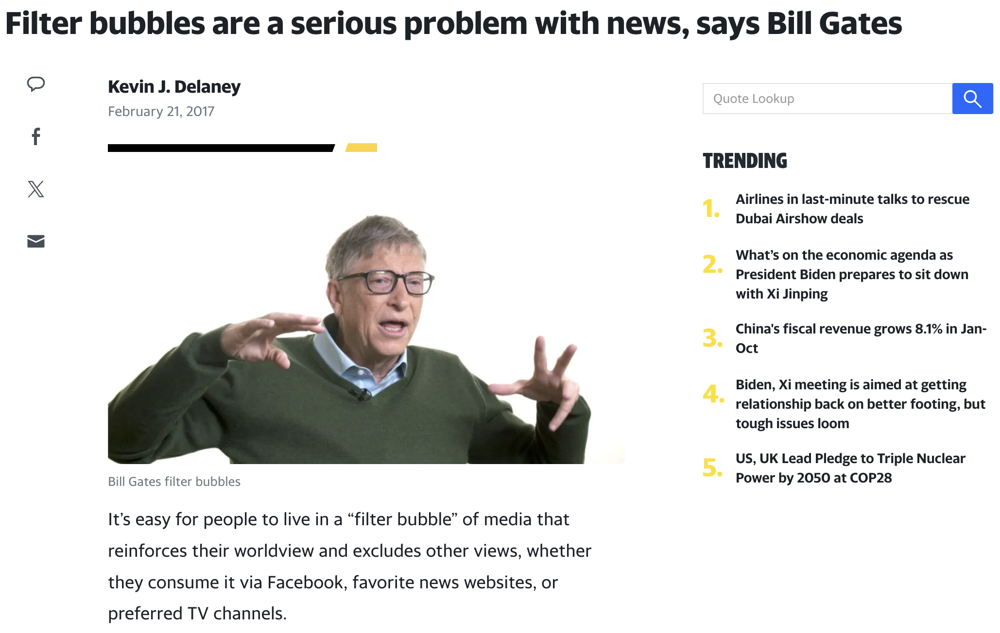 Filter bubbles are a serious problem with news, says Bill Gates
Kevin J. Delaney
February 21, 2017
Bill Gates filter bubbles
It’s easy for people to live in a “filter bubble” of media that
reinforces their worldview and excludes other views, whether
they consume it via Facebook, favorite news websites, or
preferred TV channels.
Quote Lookup
TRENDING
1.
Airlines in last-minute talks to rescue
Dubai Airshow deals
2.
What’s on the economic agenda as
President Biden prepares to sit down
with Xi Jinping
3.
China's fiscal revenue grows 8.1% in Jan-
Oct
4.
Biden, Xi meeting is aimed at getting
relationship back on better footing, but
tough issues loom
5.
US, UK Lead Pledge to Triple Nuclear
Power by 2050 at COP28